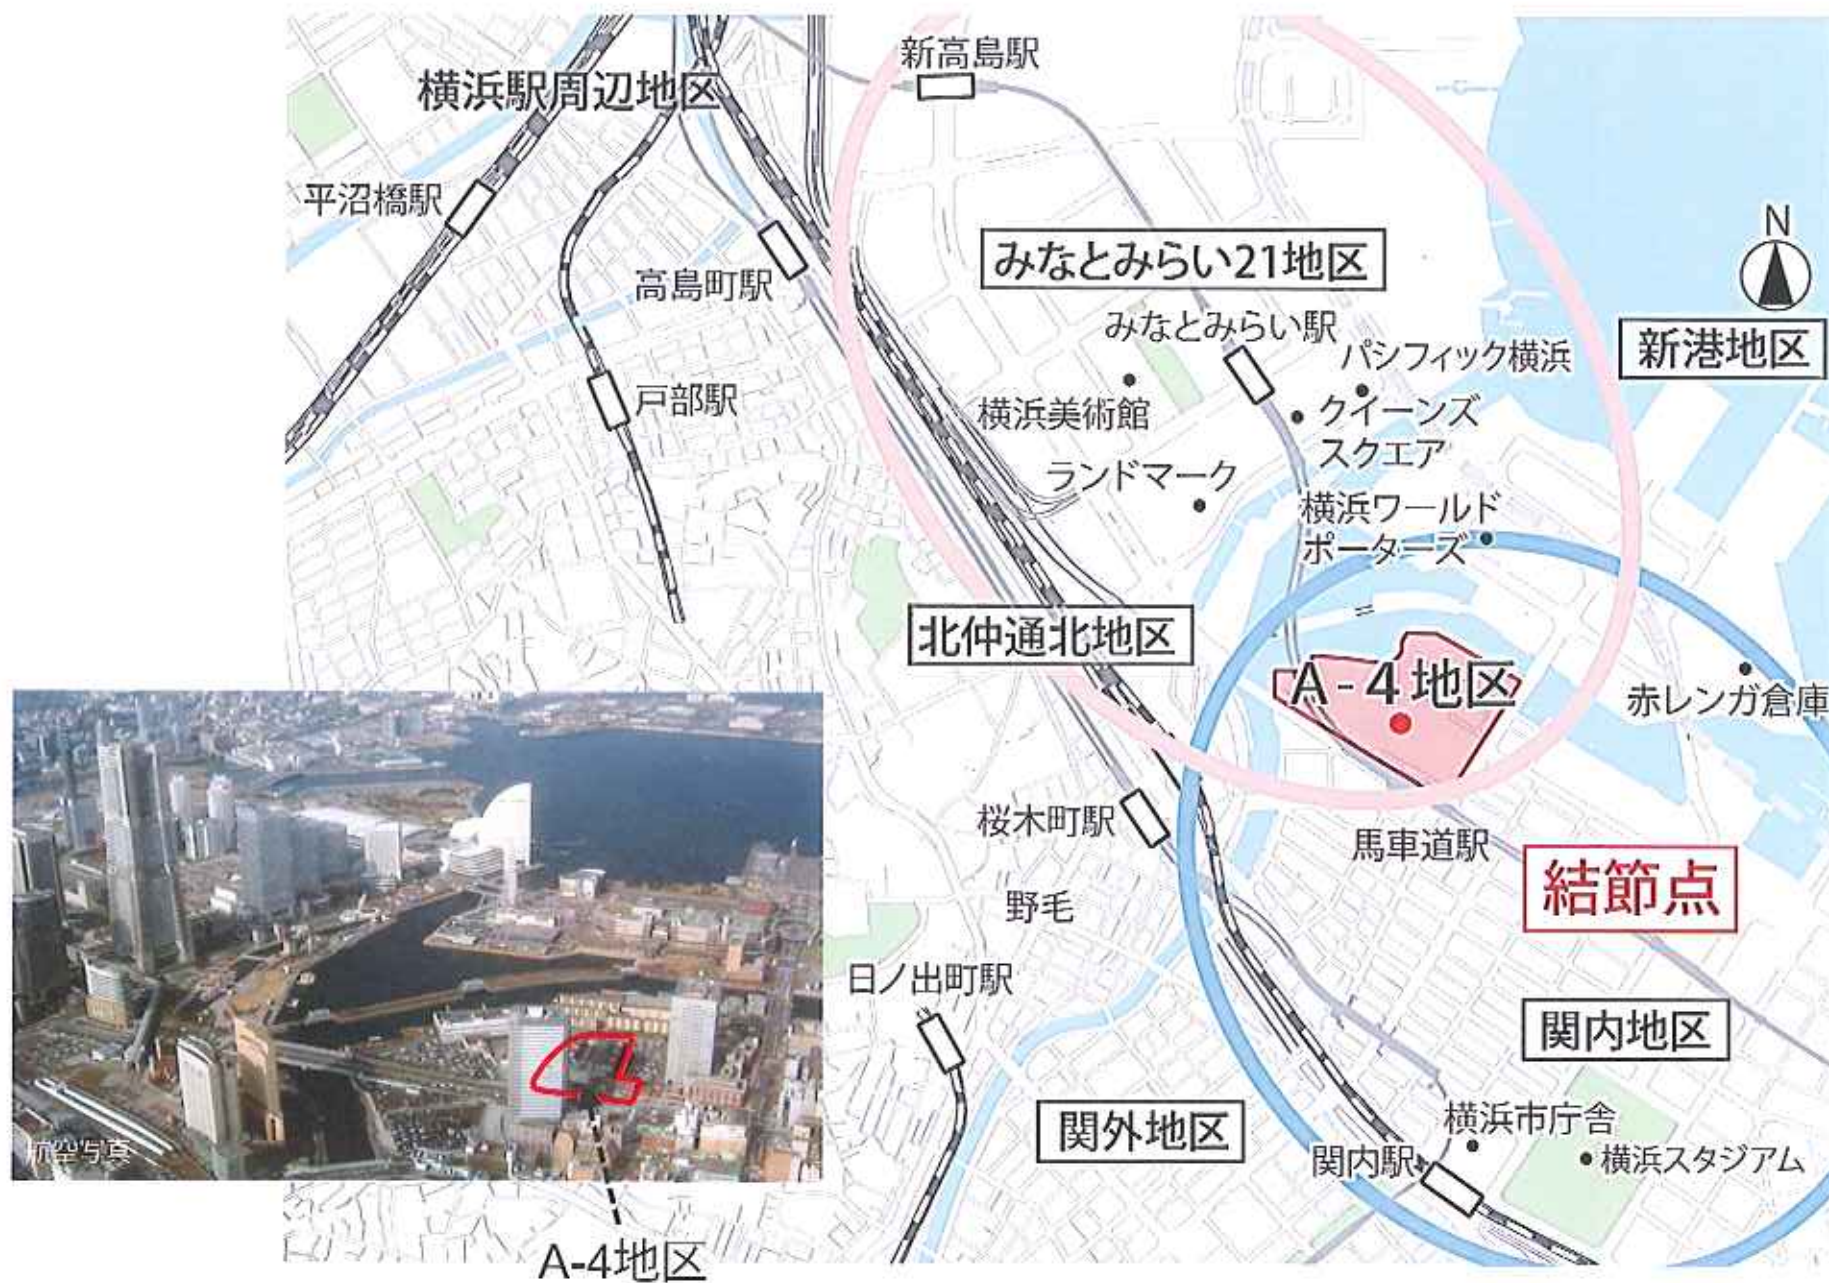 新高島駅
横浜駅周辺地区
平沼橋駅
高島町駅
みなとみらい21地区
N
みなとみらい駅
新港地区
パシフィック横浜
戸部駅
横浜美術館
クイーンズ
スクエア
ランドマーク
横浜ワールド
ポーターズ
北仲通北地区
A-4地区
赤レンガ倉庫
桜木町駅
馬車道駅
結節点
野毛
日ノ出町駅
関内地区
関外地区
横浜市庁舎
関内駅
横浜スタジアム
航空写真
A-4地区